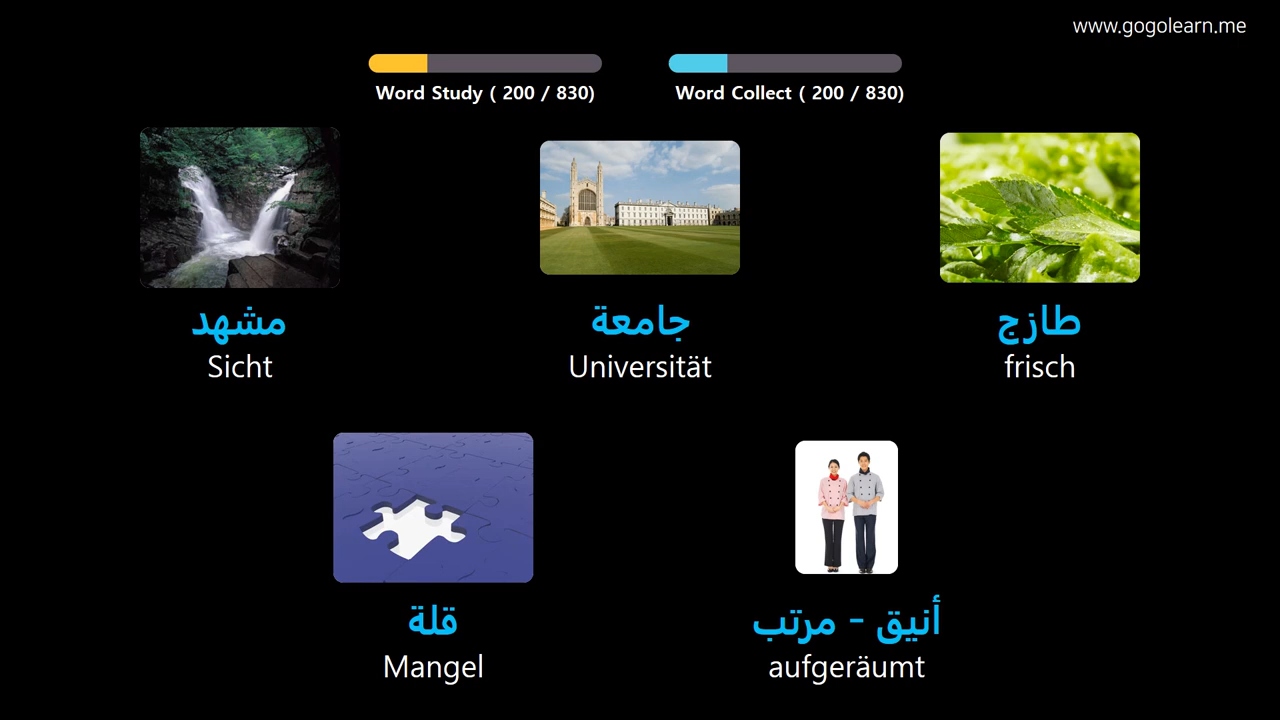 www.gogolearn.me
Word Study ( 200 / 830)
Word Collect ( 200 / 830)
مشهد
Sicht
جامعة
Universität
طازج
frisch
قلة
Mangel
أنيق - مرتب
aufgeräumt